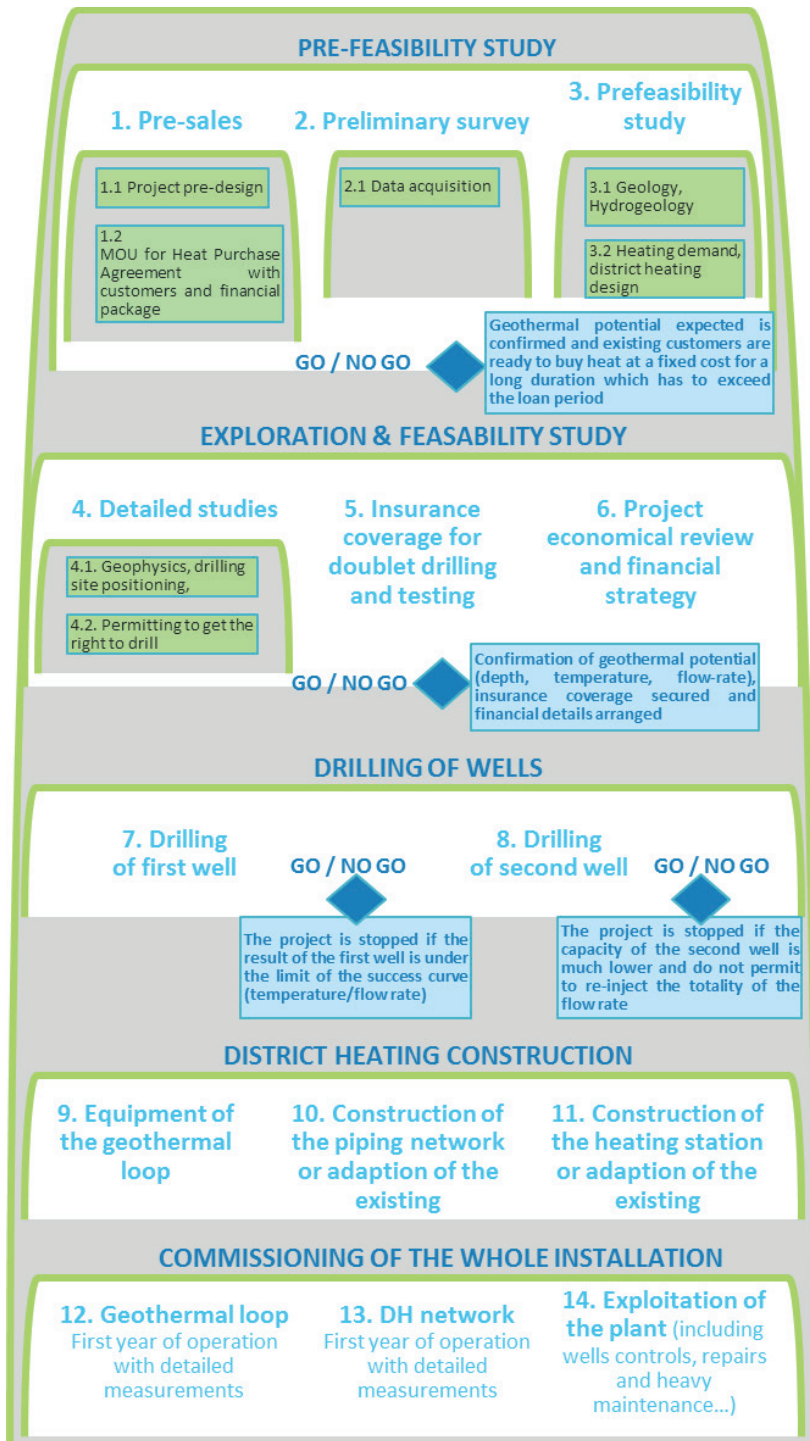 PRE-FEASIBILITY STUDY
1. Pre-sales
2. Preliminary survey
3. Prefeasibility
study
1.1 Project pre-design
1.2
MOU for Heat Purchase
Agreement with
customers and financial
package
2.1 Data acquisition
3.1 Geology,
Hydrogeology
3.2 Heating demand,
district heating
design
GO / NO GO
Geothermal potential expected is
confirmed and existing customers are
ready to buy heat at a fixed cost for a
long duration which has to exceed
the loan period
EXPLORATION & FEASABILITY STUDY
4. Detailed studies
5. Insurance
coverage for
doublet drilling
and testing
6. Project
economical review
and financial
strategy
4.1. Geophysics, drilling
site positioning,
4.2. Permitting to get the
right to drill
GO / NO GO
Confirmation of geothermal potential
(depth, temperature, flow-rate),
insurance coverage secured and
financial details arranged
DRILLING OF WELLS
7. Drilling
of first well
GO / NO GO
8. Drilling
of second well
GO / NO GO
The project is stopped if the
result of the first well is under
the limit of the success curve
(temperature/flow rate)
The project is stopped if the
capacity of the second well is
much lower and do not permit
to re-inject the totality of the
flow rate
DISTRICT HEATING CONSTRUCTION
9. Equipment of
the geothermal
loop
10. Construction of
the piping network
or adaption of the
existing
11. Construction of
the heating station
or adaption of the
existing
COMMISSIONING OF THE WHOLE INSTALLATION
12. Geothermal loop
First year of operation
with detailed
measurements
13. DH network
First year of operation
with detailed
measurements
14. Exploitation of
the plant (including
wells controls, repairs
and heavy
maintenance...)